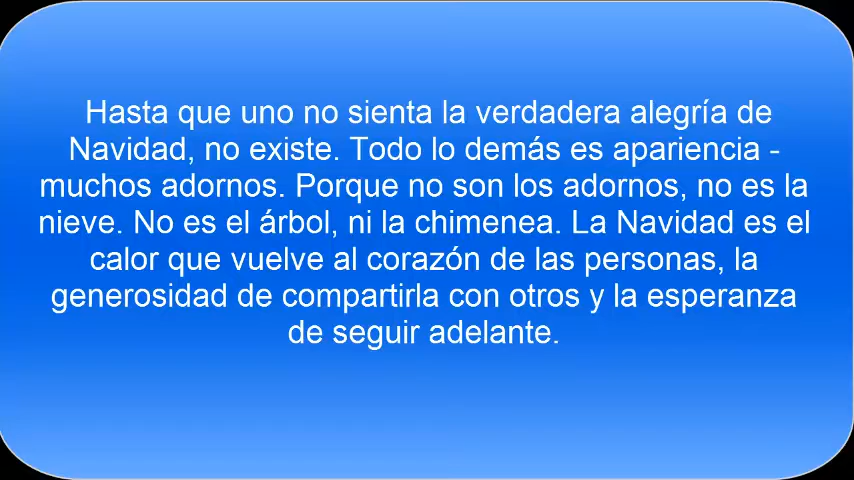 Hasta que uno no sienta la verdadera alegría de
Navidad, no existe. Todo lo demás es apariencia -
muchos adornos. Porque no son los adornos, no es la
nieve. No es el árbol, ni la chimenea. La Navidad es el
calor que vuelve al corazón de las personas, la
generosidad de compartirla con otros y la esperanza
de seguir adelante.